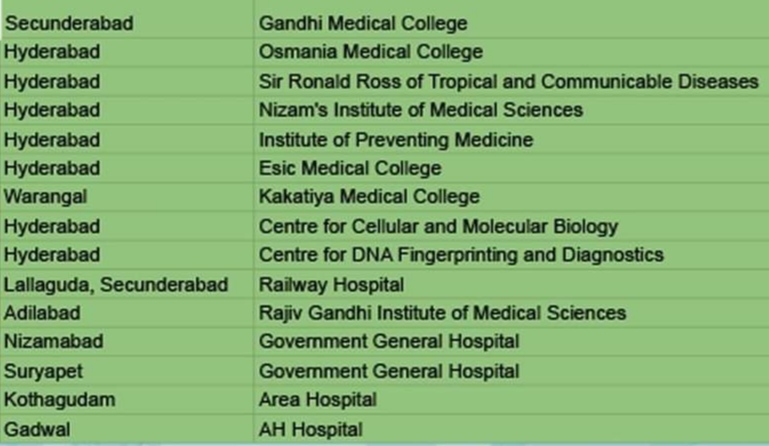 Secunderabad Gandhi Medical College
Hyderabad Osmania Medical College
Hyderabad Sir Ronald Ross of Tropical and Communicable Diseases
Hyderabad Nizam's Institute of Medical Sciences
Hyderabad Institute of Preventing Medicine
Hyderabad Esic Medical College
Warangal Kakatiya Medical College
Hyderabad Centre for Cellular and Molecular Biology
Hyderabad Centre for DNA Fingerprinting and Diagnostics
Lallaguda, Secunderabad Railway Hospital
Adilabad Rajiv Gandhi Institute of Medical Sciences
Nizamabad Government General Hospital
Suryapet Government General Hospital
Kothagudam Area Hospital
Gadwal AH Hospital